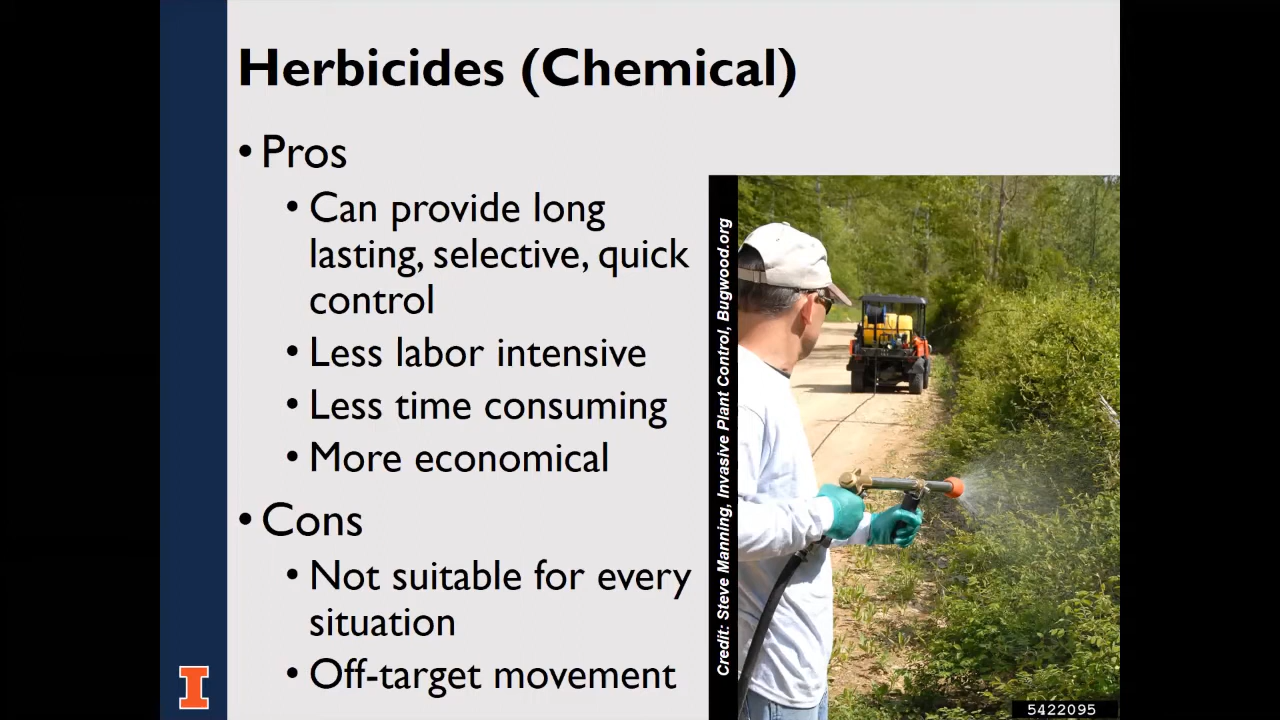 Herbicides (Chemical)
• Pros
• Can provide long
lasting, selective, quick
control
• Less labor intensive
• Less time consuming
• More economical
• Cons
• Not suitable for every
situation
• Off-target movement
Credit: Steve Manning, Invasive Plant Control, Bugwood.org
5422095
I